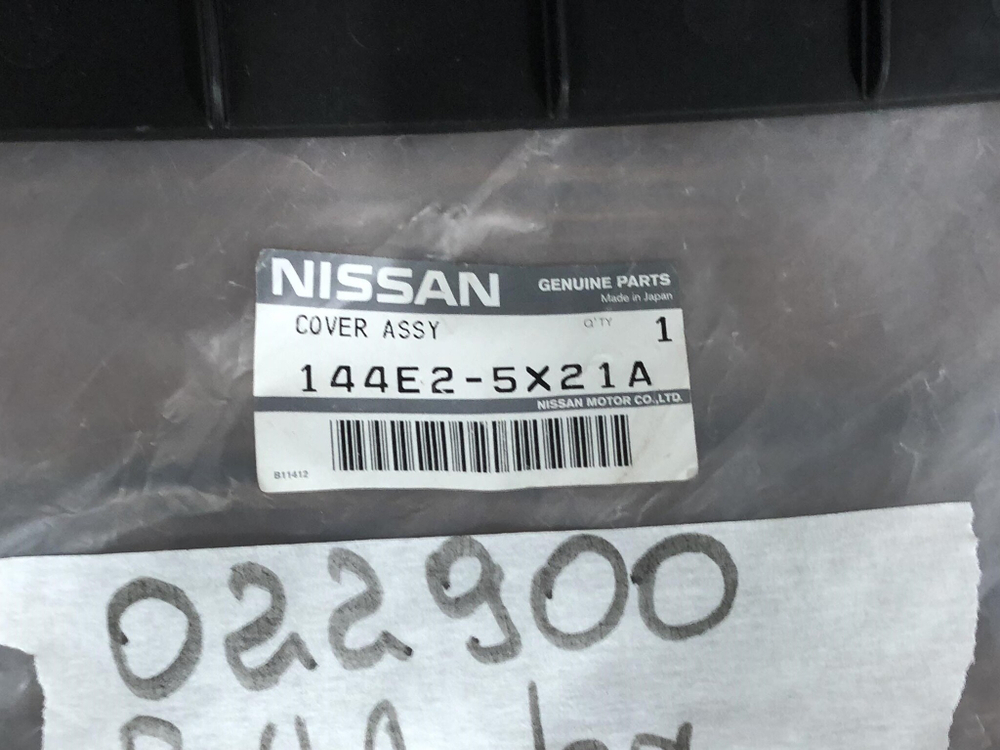 NISSAN GENUINE PARTS
Made in Japan
COVER ASSY Q'TY 1
144E2-5X21A
NISSAN MOTOR CO.,LTD.
B11412
022900